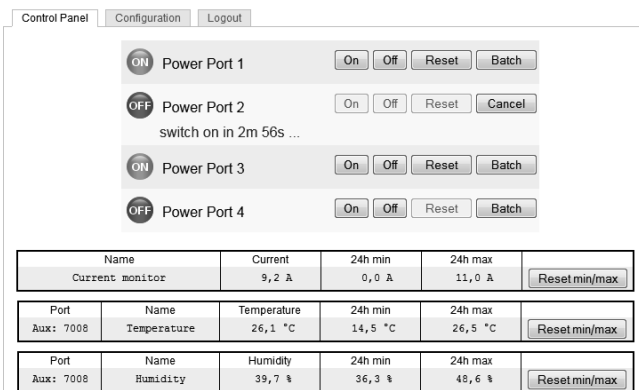 Control Panel Configuration Logout
ON Power Port 1 On Off Reset Batch
OFF Power Port 2 On Off Reset Cancel
switch on in 2m 56s ...
ON Power Port 3 On Off Reset Batch
OFF Power Port 4 On Off Reset Batch
Name Current 24h min 24h max
Current monitor 9,2 A 0,0 A 11,0 A Reset min/max
Port Name Temperature 24h min 24h max
Aux: 7008 Temperature 26,1 °C 14,5 °C 26,5 °C Reset min/max
Port Name Humidity 24h min 24h max
Aux: 7008 Humidity 39,7 % 36,3 % 48,6 % Reset min/max